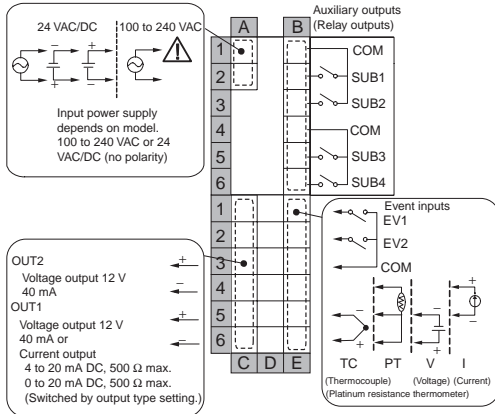 24 VAC/DC
100 to 240 VAC
Input power supply
depends on model.
100 to 240 VAC or 24
VAC/DC (no polarity)
A
B
Auxiliary outputs
(Relay outputs)
1
COM
2
SUB1
3
SUB2
4
COM
5
SUB3
6
SUB4
1
2
3
4
5
6
C
D
E
OUT2
Voltage output 12 V
40 mA
OUT1
Voltage output 12 V
40 mA or
Current output
4 to 20 mA DC, 500 Ω max.
0 to 20 mA DC, 500 Ω max.
(Switched by output type setting.)
Event inputs
EV1
EV2
COM
TC
PT
V
I
(Thermocouple)
(Voltage)
(Current)
(Platinum resistance thermometer)